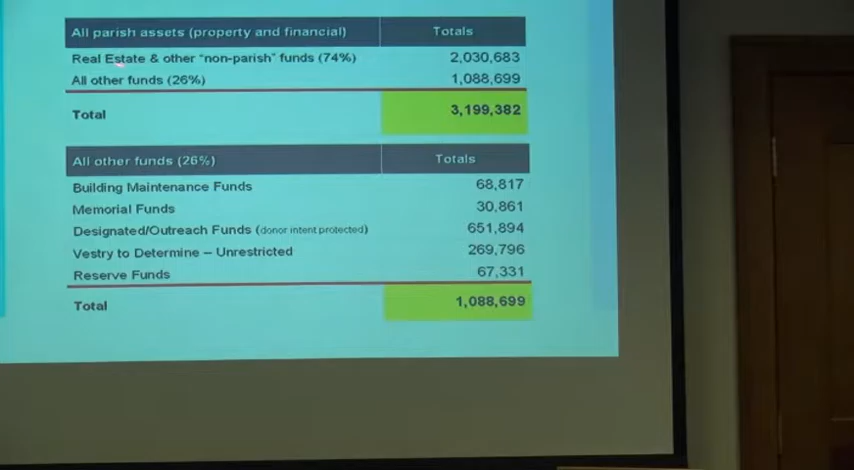 All parish assets (property and financial) Totals
Real Estate & other "non-parish" funds (74%) 2,030,683
All other funds (26%) 1,088,699
Total 3,199,382
All other funds (26%) Totals
Building Maintenance Funds 68,817
Memorial Funds 30,861
Designated/Outreach Funds (donor intent protected) 651,894
Vestry to Determine – Unrestricted 269,796
Reserve Funds 67,331
Total 1,088,699